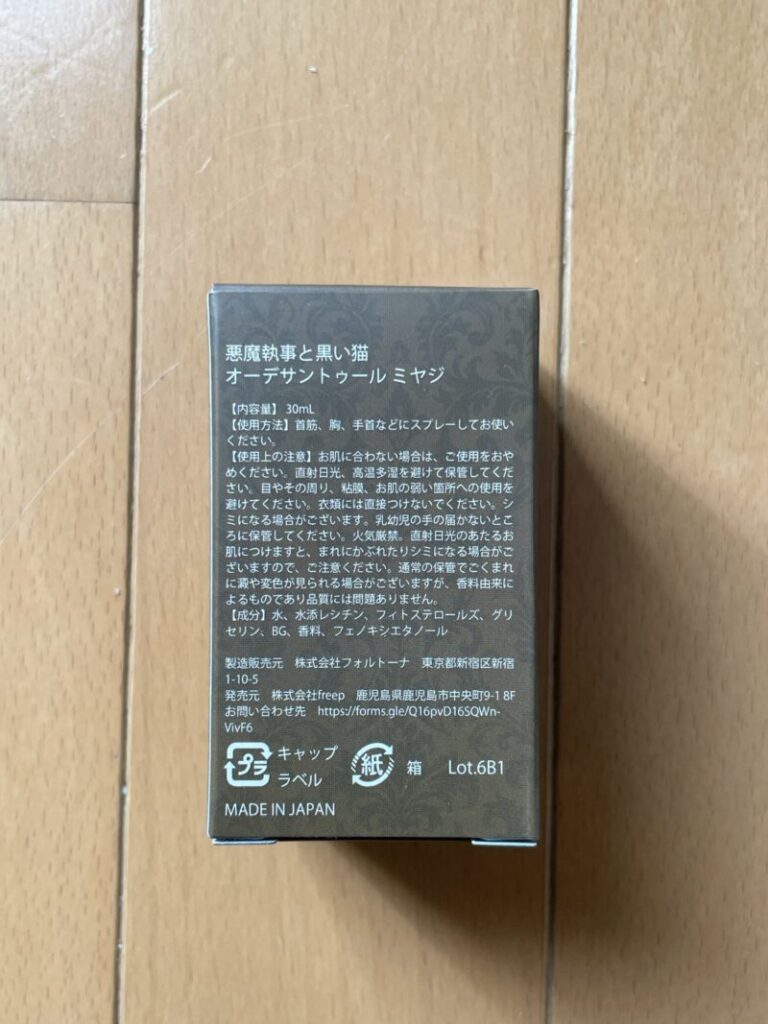 悪魔執事と黒い猫
オーデサントゥール ミヤジ
【内容量】 30mL
【使用方法】首筋、胸、手首などにスプレーしてお使い
ください。
【使用上の注意】お肌に合わない場合は、ご使用をおや
めください。直射日光、高温多湿を避けて保管してくだ
さい。目やその周り、粘膜、お肌の弱い箇所への使用を
避けてください。衣類には直接つけないでください。シ
ミになる場合がございます。乳幼児の手の届かないとこ
ろに保管してください。火気厳禁。直射日光のあたるお
肌につけますと、まれにかぶれたりシミになる場合がご
ざいますので、ご注意ください。通常の保管でごくまれ
に澱や変色が見られる場合がございますが、香料由来に
よるものであり品質には問題ありません。
【成分】水、水添レシチン、フィトステロールズ、グリ
セリン、BG、香料、フェノキシエタノール
製造販売元　株式会社フォルトーナ　東京都新宿区新宿
1-10-5
発売元　株式会社freep　鹿児島県鹿児島市中央町9-1 8F
お問い合わせ先　https://forms.gle/Q16pvD16SQWn-
VivF6
プラ キャップ ラベル 紙 箱 Lot.6B1
MADE IN JAPAN